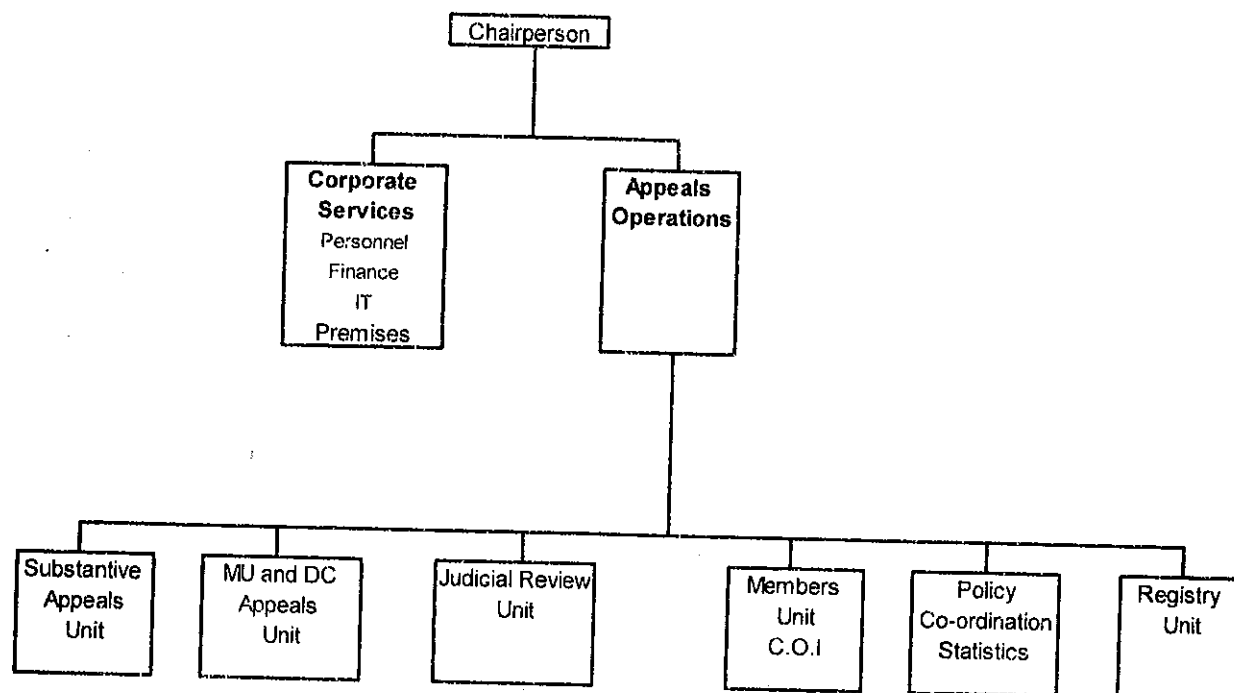 Chairperson
Corporate
Services
Personnel
Finance
IT
Premises
Appeals
Operations
Substantive
Appeals
Unit
MU and DC
Appeals
Unit
Judicial Review
Unit
Members
Unit
C.O.I
Policy
Co-ordination
Statistics
Registry
Unit